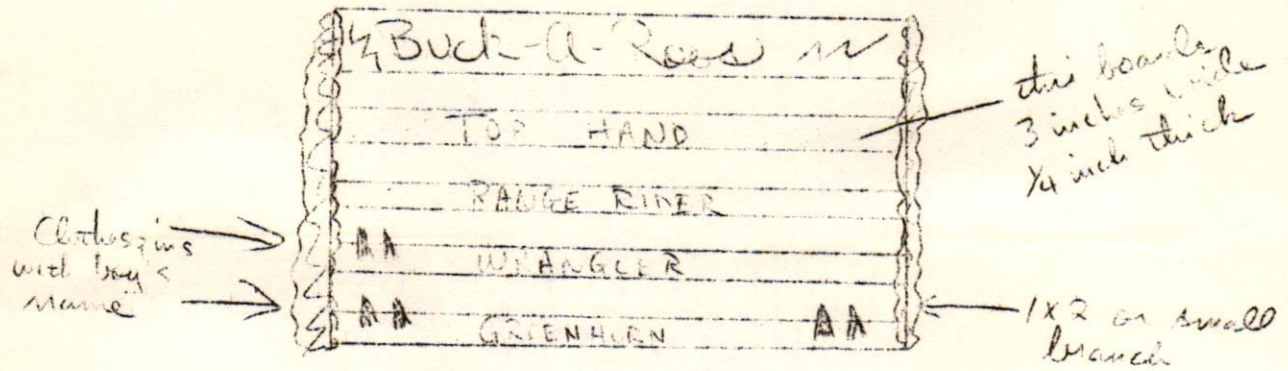 Buck-A-Roos
TOP HAND
RANGE RIDER
WRANGLER
GREENHORN
thin boards
3 inches wide
1/4 inch thick
Clothespins
with boy's
name
1x2 or small
branch